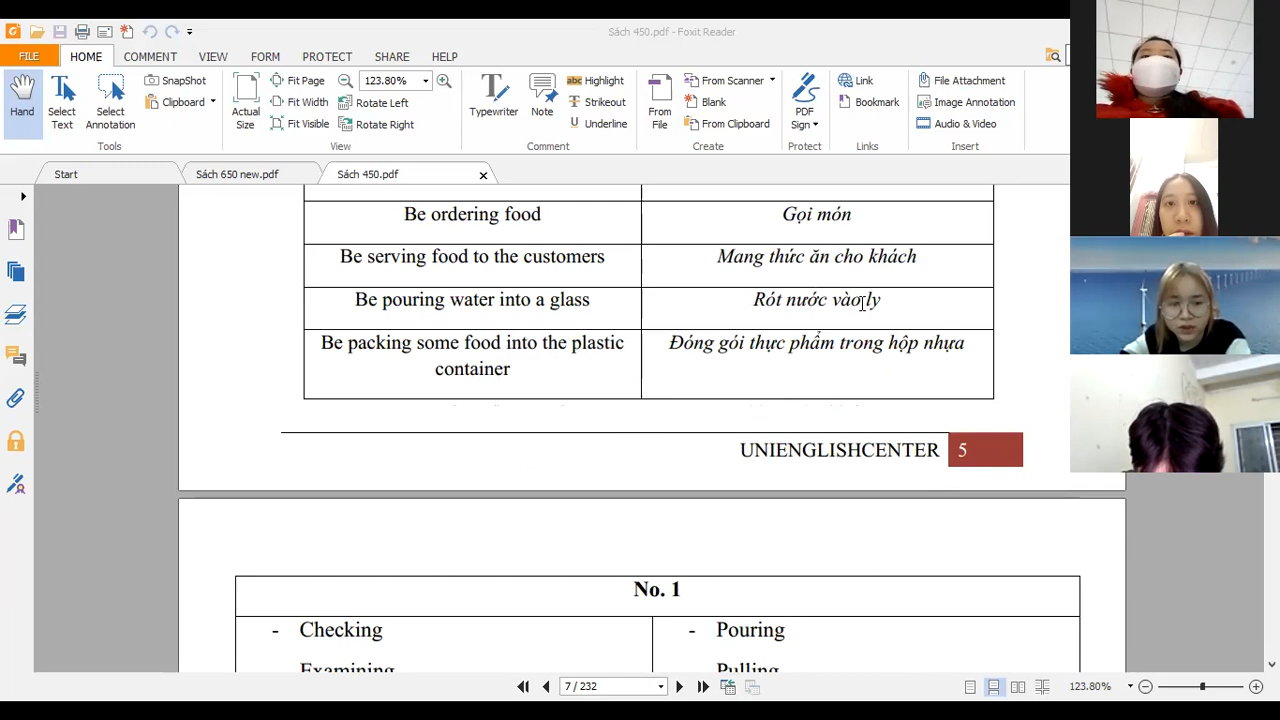 Sách 450.pdf - Foxit Reader
FILE HOME COMMENT VIEW FORM PROTECT SHARE HELP
SnapShot Fit Page 123.80% Highlight From Scanner Link File Attachment
Hand Select Text Select Annotation Clipboard Actual Size Fit Width Rotate Left Typewriter Note Strikeout From File Blank PDF Sign Bookmark Image Annotation
Fit Visible Rotate Right Underline From Clipboard Audio & Video
Tools View Comment Create Protect Links Insert
Start Sách 650 new.pdf Sách 450.pdf
Be ordering food Gọi món
Be serving food to the customers Mang thức ăn cho khách
Be pouring water into a glass Rót nước vào ly
Be packing some food into the plastic container Đóng gói thực phẩm trong hộp nhựa
UNIENGLISHCENTER 5
No. 1
- Checking - Pouring
Examining Pulling
7 / 232 123.80%